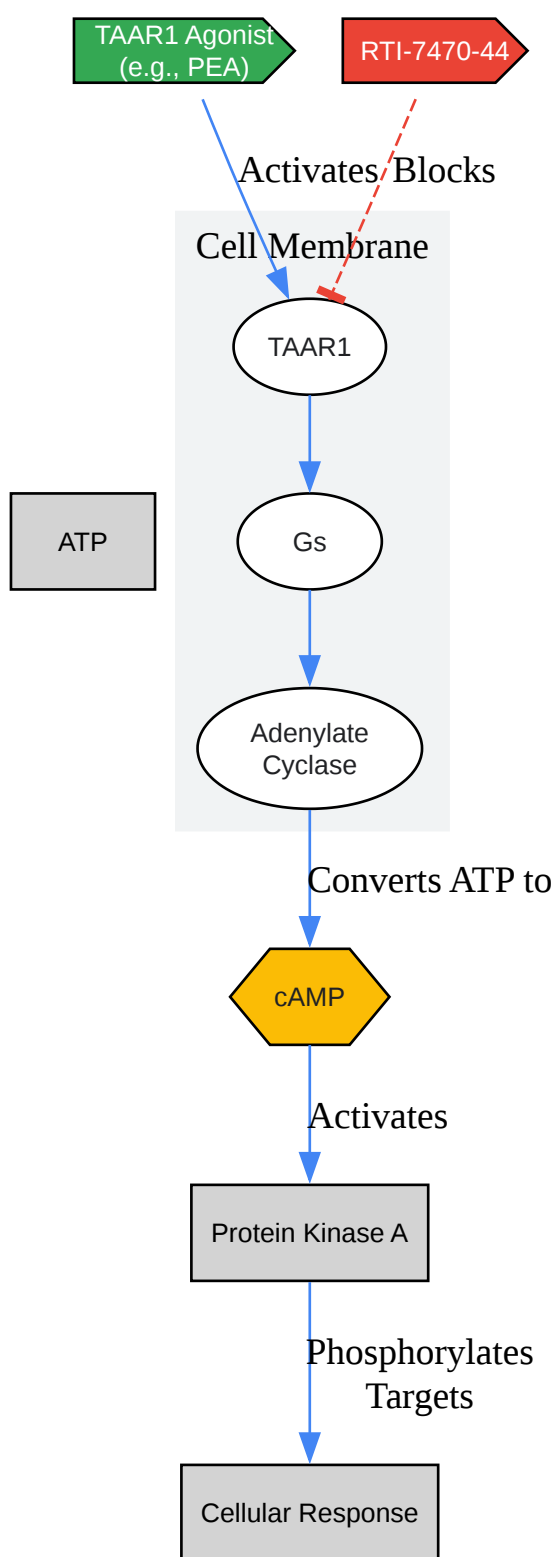 TAAR1 Agonist
(e.g., PEA)
RTI-7470-44
Activates
Blocks
Cell Membrane
TAAR1
ATP
Gs
Adenylate
Cyclase
Converts ATP to
cAMP
Activates
Protein Kinase A
Phosphorylates
Targets
Cellular Response